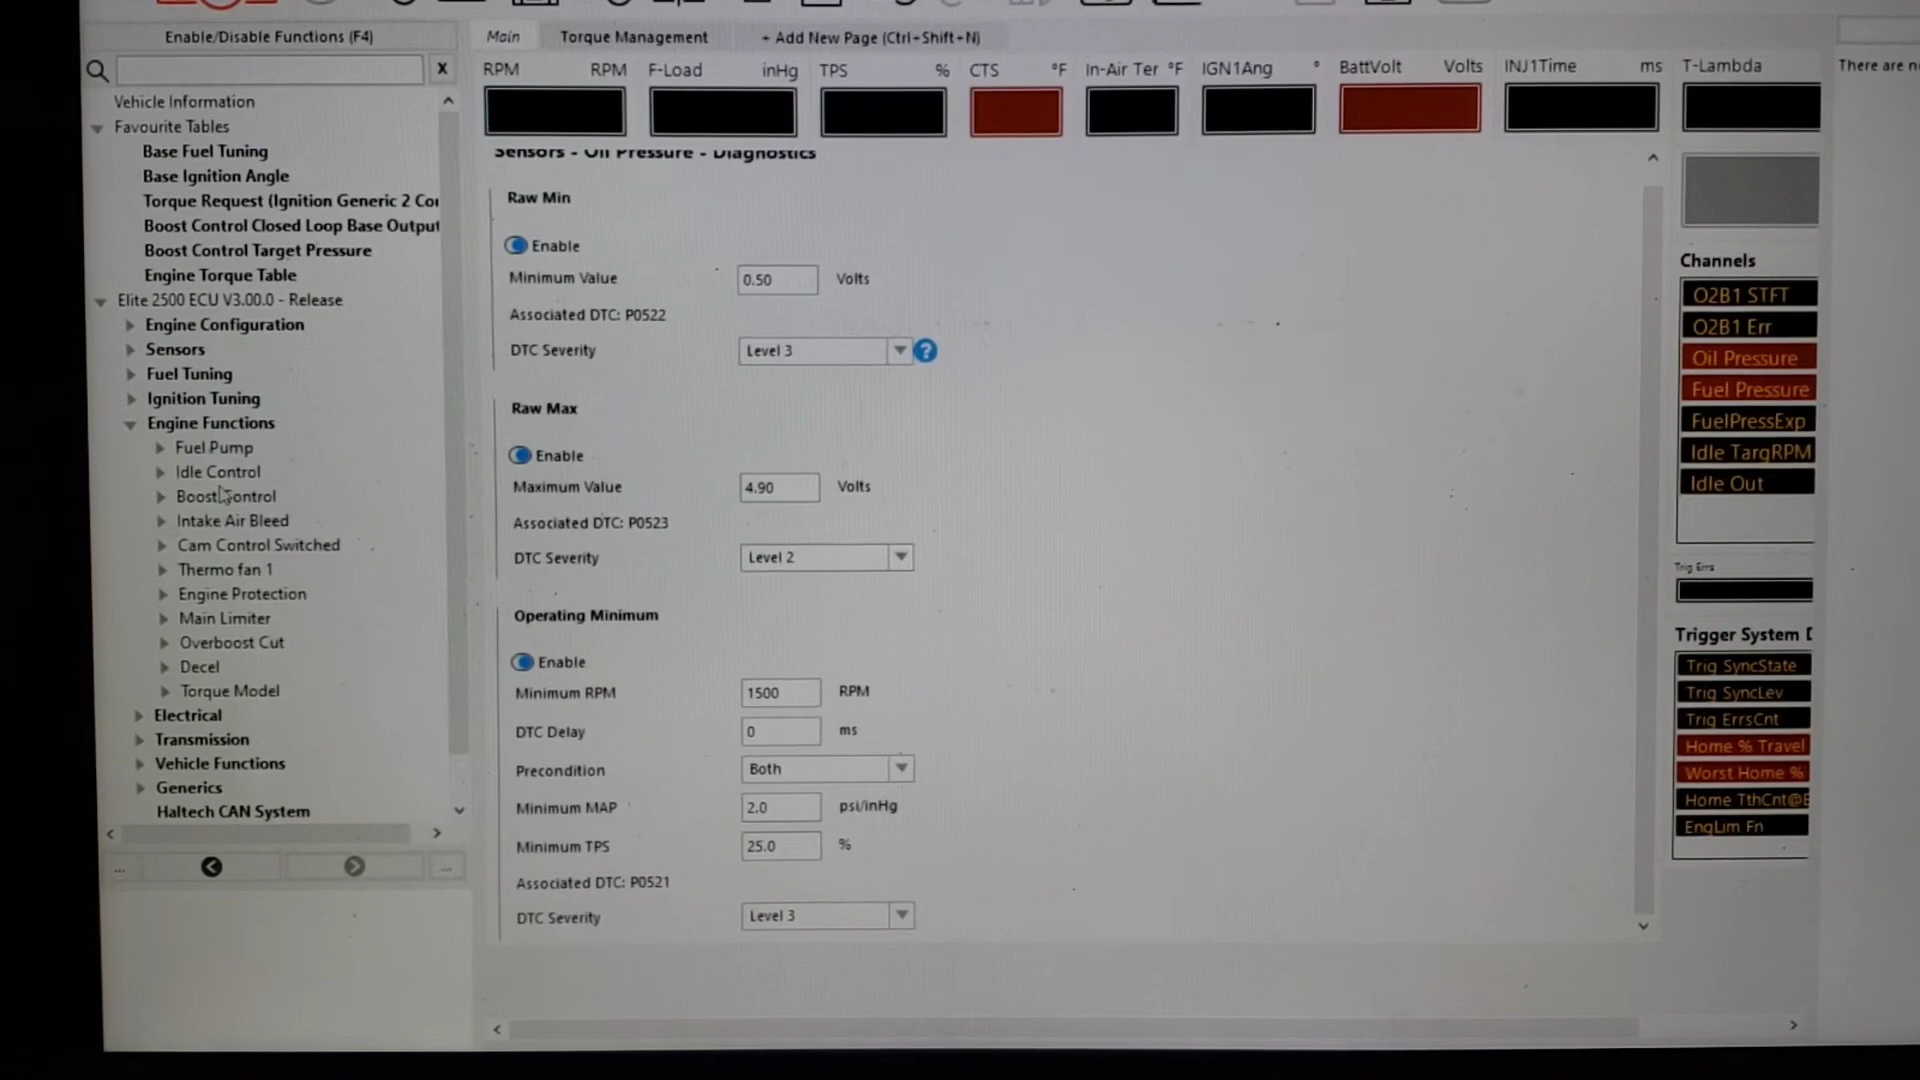 Enable/Disable Functions (F4)
X
Vehicle Information
Favourite Tables
Base Fuel Tuning
Base Ignition Angle
Torque Request (Ignition Generic 2 Cor
Boost Control Closed Loop Base Output
Boost Control Target Pressure
Engine Torque Table
Elite 2500 ECU V3.00.0 - Release
Engine Configuration
Sensors
Fuel Tuning
Ignition Tuning
Engine Functions
Fuel Pump
Idle Control
Boost Control
Intake Air Bleed
Cam Control Switched
Thermo fan 1
Engine Protection
Main Limiter
Overboost Cut
Decel
Torque Model
Electrical
Transmission
Vehicle Functions
Generics
Haltech CAN System
... ...
Main Torque Management + Add New Page (Ctrl+Shift+N)
RPM RPM F-Load inHg TPS % CTS °F In-Air Ter °F IGN1Ang ° BattVolt Volts INJ1Time ms T-Lambda
Sensors - Oil Pressure - Diagnostics
Raw Min
Enable
Minimum Value 0.50 Volts
Associated DTC: P0522
DTC Severity Level 3 ?
Raw Max
Enable
Maximum Value 4.90 Volts
Associated DTC: P0523
DTC Severity Level 2
Operating Minimum
Enable
Minimum RPM 1500 RPM
DTC Delay 0 ms
Precondition Both
Minimum MAP 2.0 psi/inHg
Minimum TPS 25.0 %
Associated DTC: P0521
DTC Severity Level 3
Channels
O2B1 STFT
O2B1 Err
Oil Pressure
Fuel Pressure
FuelPressExp
Idle TargRPM
Idle Out
Trig Errs
Trigger System D
Trig SyncState
Trig SyncLev
Trig ErrsCnt
Home % Travel
Worst Home %
Home TthCnt@E
EngLim Fn
There are no